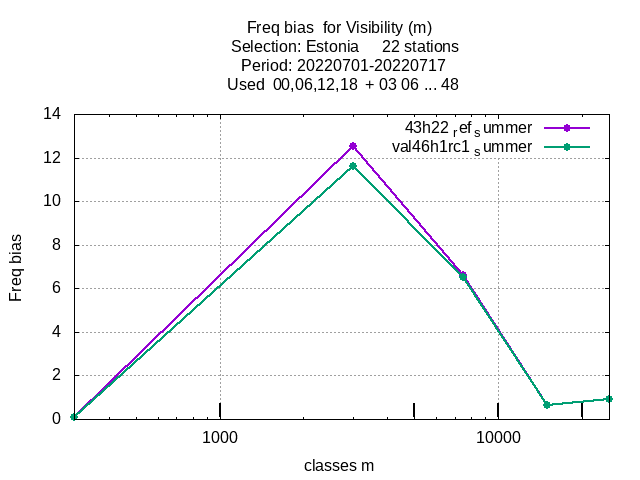 Freq bias  for Visibility (m)
Selection: Estonia     22 stations
Period: 20220701-20220717
Used  00,06,12,18  + 03 06 ... 48
43h22 ref summer
val46h1rc1 summer
14
12
10
8
6
4
2
0
Freq bias
1000
10000
classes m